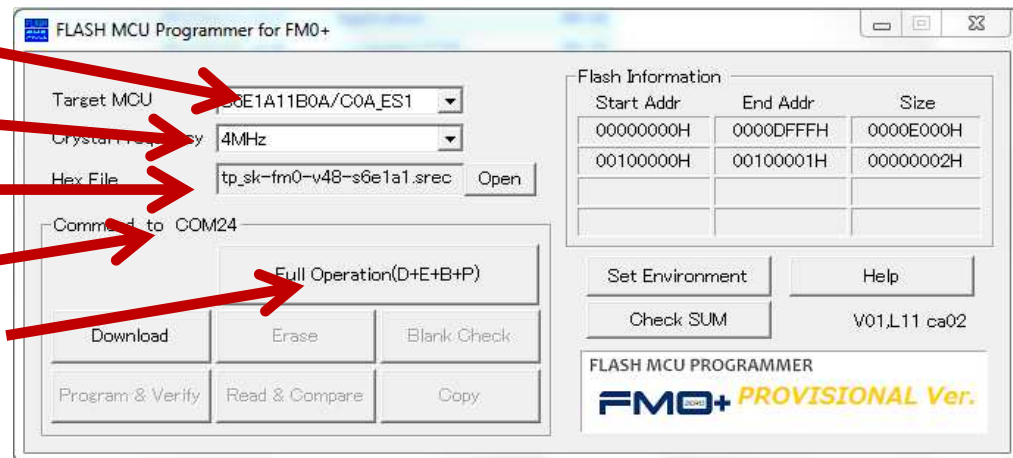 FLASH MCU Programmer for FM0+
Target MCU S6E1A11B0A/C0A_ES1
Crystal Frequency 4MHz
Hex File tp_sk-fm0-v48-s6e1a1.srec Open
Command to COM24
Full Operation(D+E+B+P)
Download Erase Blank Check
Program & Verify Read & Compare Copy
Flash Information
Start Addr End Addr Size
00000000H 0000DFFFH 0000E000H
00100000H 00100001H 00000002H
Set Environment Help
Check SUM V01,L11 ca02
FLASH MCU PROGRAMMER
FM0+ PROVISIONAL Ver.